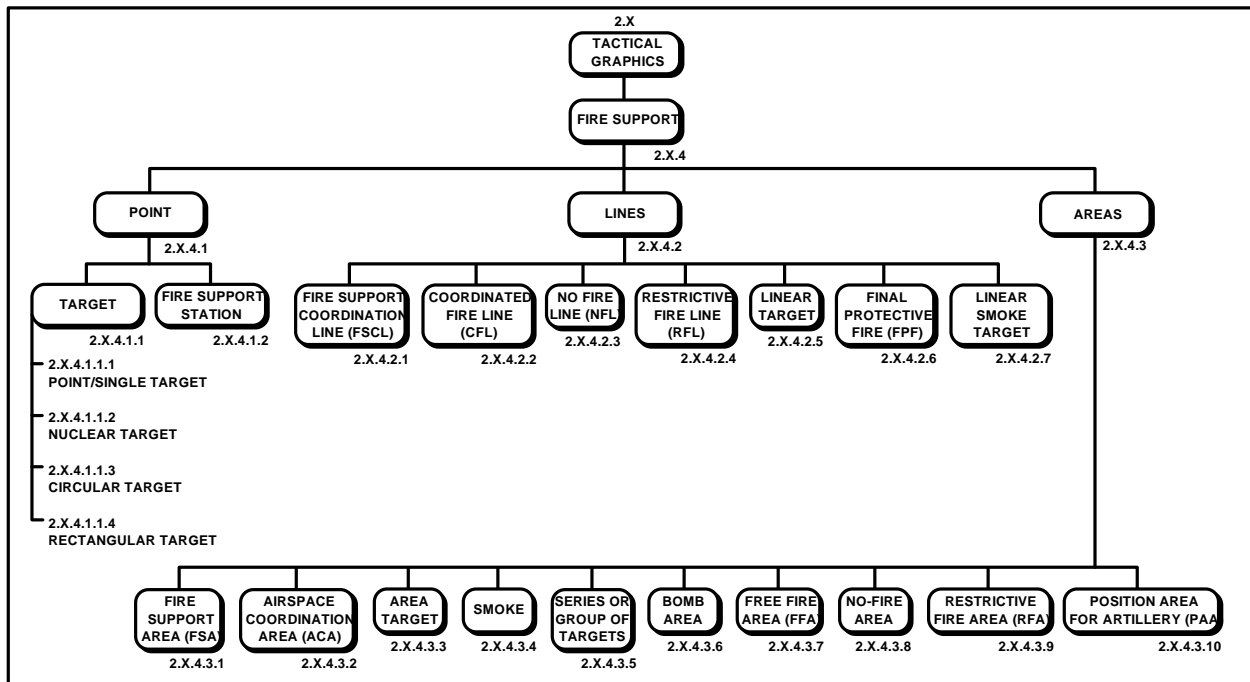 2.X
TACTICAL
GRAPHICS
FIRE SUPPORT
2.X.4
POINT
2.X.4.1
LINES
2.X.4.2
AREAS
2.X.4.3
TARGET
2.X.4.1.1
FIRE SUPPORT
STATION
2.X.4.1.2
FIRE SUPPORT
COORDINATION
LINE (FSCL)
2.X.4.2.1
COORDINATED
FIRE LINE
(CFL)
2.X.4.2.2
NO FIRE
LINE (NFL)
2.X.4.2.3
RESTRICTIVE
FIRE LINE
(RFL)
2.X.4.2.4
LINEAR
TARGET
2.X.4.2.5
FINAL
PROTECTIVE
FIRE (FPF)
2.X.4.2.6
LINEAR
SMOKE
TARGET
2.X.4.2.7
2.X.4.1.1.1
POINT/SINGLE TARGET
2.X.4.1.1.2
NUCLEAR TARGET
2.X.4.1.1.3
CIRCULAR TARGET
2.X.4.1.1.4
RECTANGULAR TARGET
FIRE
SUPPORT
AREA (FSA)
2.X.4.3.1
AIRSPACE
COORDINATION
AREA (ACA)
2.X.4.3.2
AREA
TARGET
2.X.4.3.3
SMOKE
2.X.4.3.4
SERIES OR
GROUP OF
TARGETS
2.X.4.3.5
BOMB
AREA
2.X.4.3.6
FREE FIRE
AREA (FFA)
2.X.4.3.7
NO-FIRE
AREA
2.X.4.3.8
RESTRICTIVE
FIRE AREA (RFA)
2.X.4.3.9
POSITION AREA
FOR ARTILLERY (PAA)
2.X.4.3.10